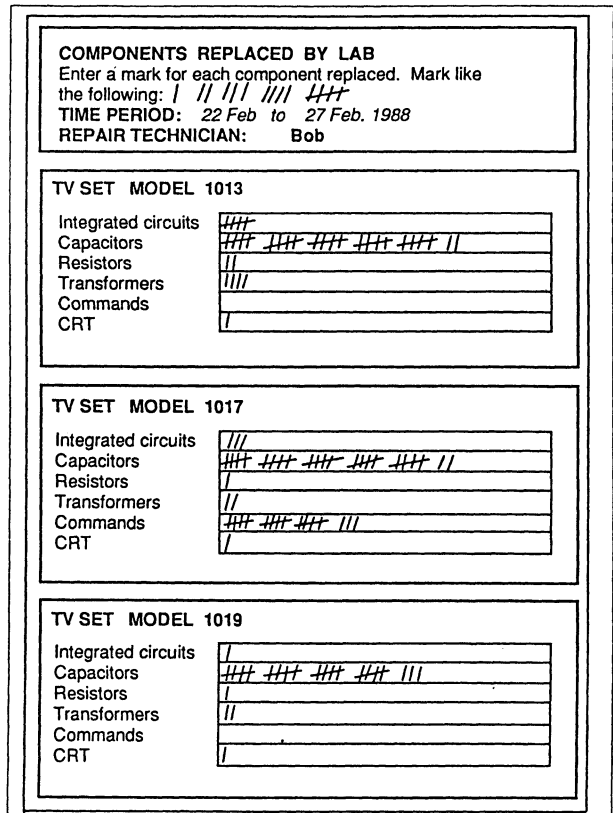 COMPONENTS REPLACED BY LAB
Enter a mark for each component replaced. Mark like
the following: / // /// //// ~~////~~
TIME PERIOD: 22 Feb to 27 Feb. 1988
REPAIR TECHNICIAN: Bob
TV SET MODEL 1013
Integrated circuits ~~////~~
Capacitors ~~////~~ ~~////~~ ~~////~~ ~~////~~ ~~////~~ //
Resistors //
Transformers ////
Commands
CRT /
TV SET MODEL 1017
Integrated circuits ///
Capacitors ~~////~~ ~~////~~ ~~////~~ ~~////~~ ~~////~~ //
Resistors /
Transformers //
Commands ~~////~~ ~~////~~ ~~////~~ ///
CRT /
TV SET MODEL 1019
Integrated circuits /
Capacitors ~~////~~ ~~////~~ ~~////~~ ~~////~~ ///
Resistors /
Transformers //
Commands
CRT /